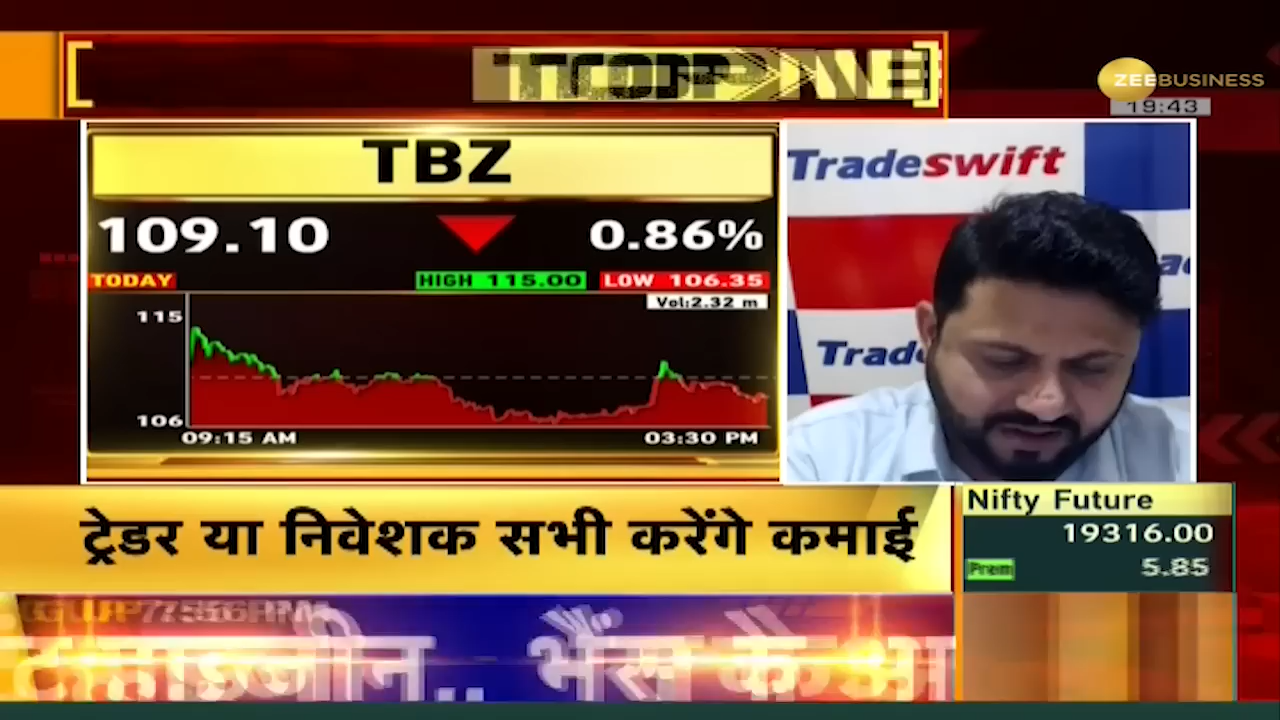 ZEEBUSINESS
19:43
TBZ
109.10
0.86%
TODAY
HIGH 115.00
LOW 106.35
Vol:2.32 m
115
106
09:15 AM
03:30 PM
Tradeswift
ट्रेडर या निवेशक सभी करेंगे कमाई
Nifty Future
19316.00
Prem
5.85